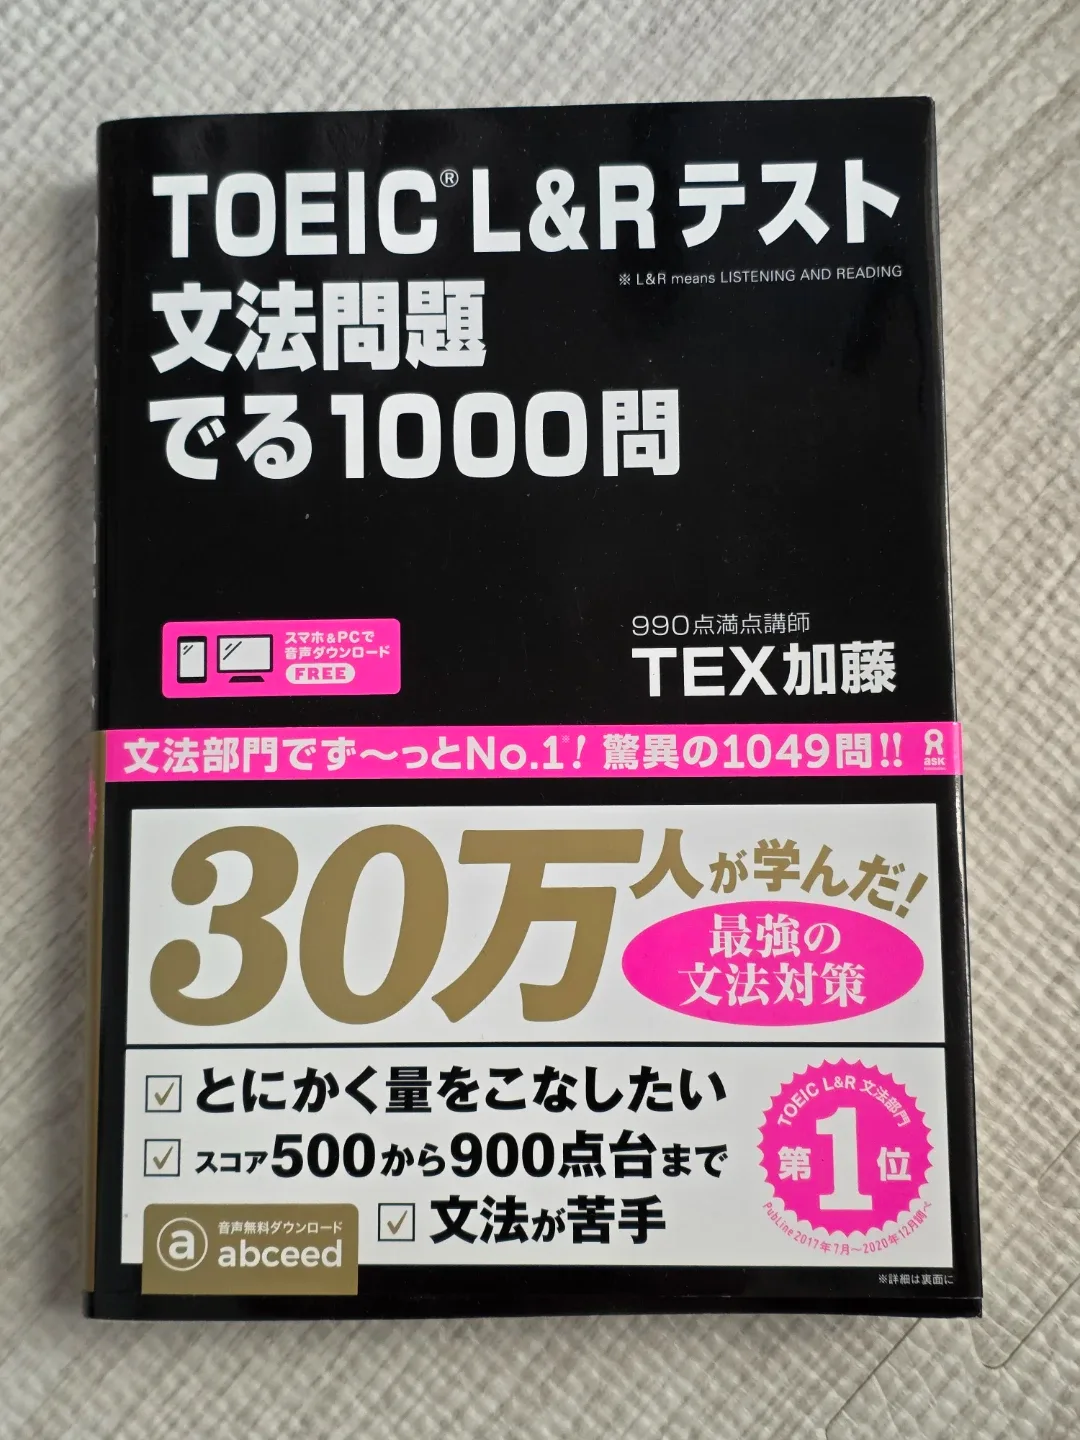 TOEIC® L&R テスト
※ L&R means LISTENING AND READING
文法問題
でる1000問
スマホ&PCで
音声ダウンロード
FREE
990点満点講師
TEX加藤
文法部門でず〜っとNo.1※! 驚異の1049問!!
ask
30万人が学んだ!
最強の
文法対策
とにかく量をこなしたい
スコア500から900点台まで
文法が苦手
TOEIC L&R 文法部門
第1位
PubLine 2017年7月〜2020年12月調べ
a 音声無料ダウンロード
abceed
※詳細は裏面に